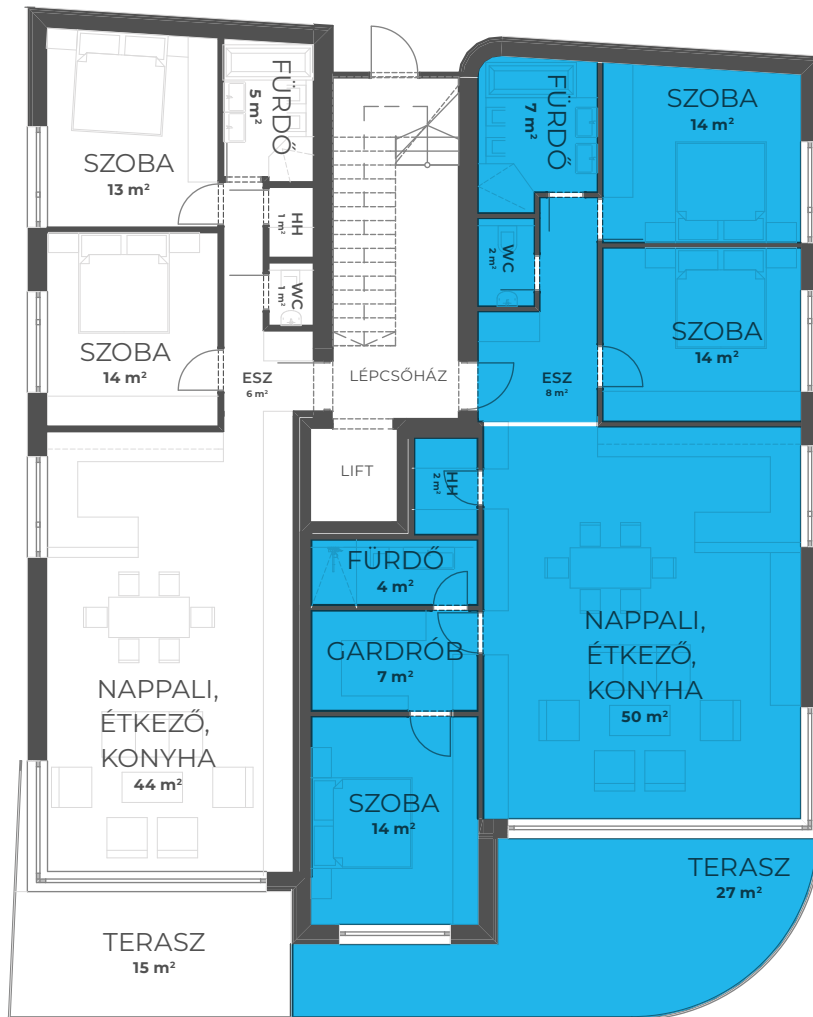 SZOBA
13 m²
FÜRDŐ
5 m²
HH
1 m²
WC
1 m²
SZOBA
14 m²
ESZ
6 m²
NAPPALI,
ÉTKEZŐ,
KONYHA
44 m²
TERASZ
15 m²
LÉPCSŐHÁZ
LIFT
FÜRDŐ
7 m²
SZOBA
14 m²
WC
2 m²
SZOBA
14 m²
ESZ
8 m²
HH
2 m²
FÜRDŐ
4 m²
GARDRÓB
7 m²
NAPPALI,
ÉTKEZŐ,
KONYHA
50 m²
SZOBA
14 m²
TERASZ
27 m²